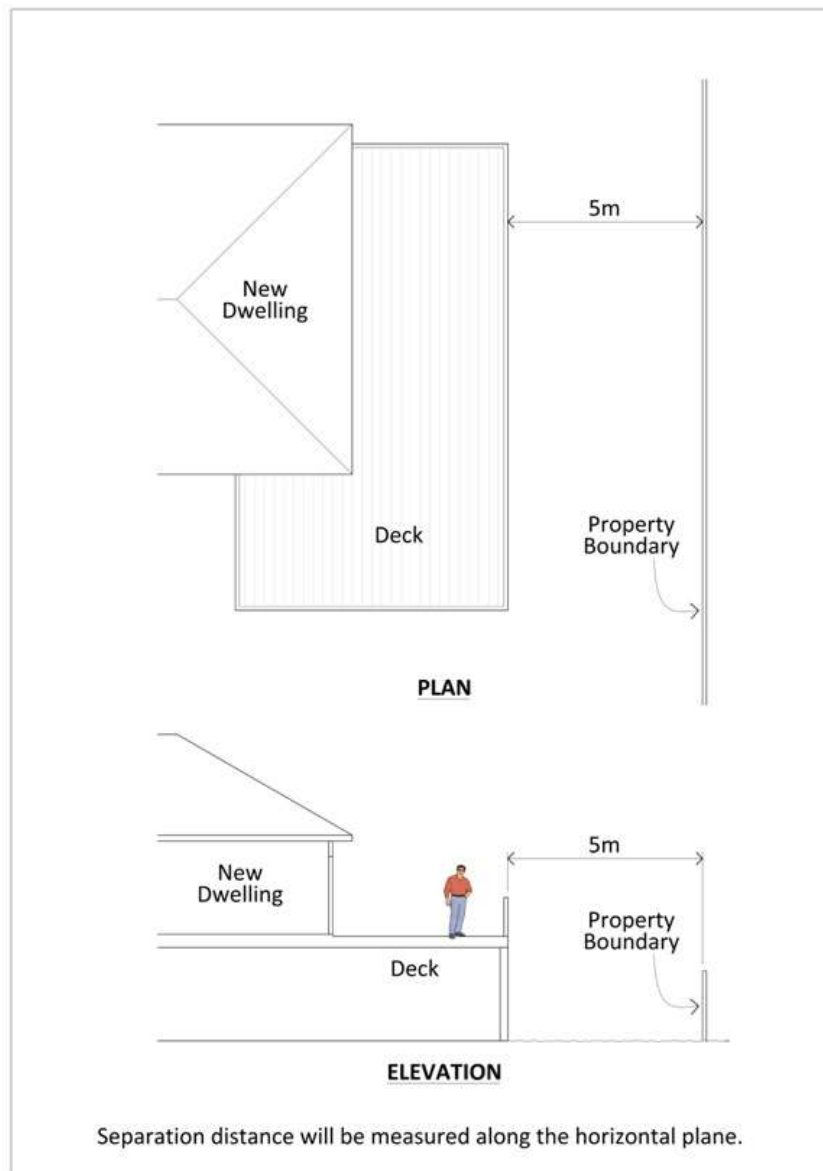 5m
New
Dwelling
Deck
Property
Boundary
PLAN
5m
New
Dwelling
Property
Boundary
Deck
ELEVATION
Separation distance will be measured along the horizontal plane.